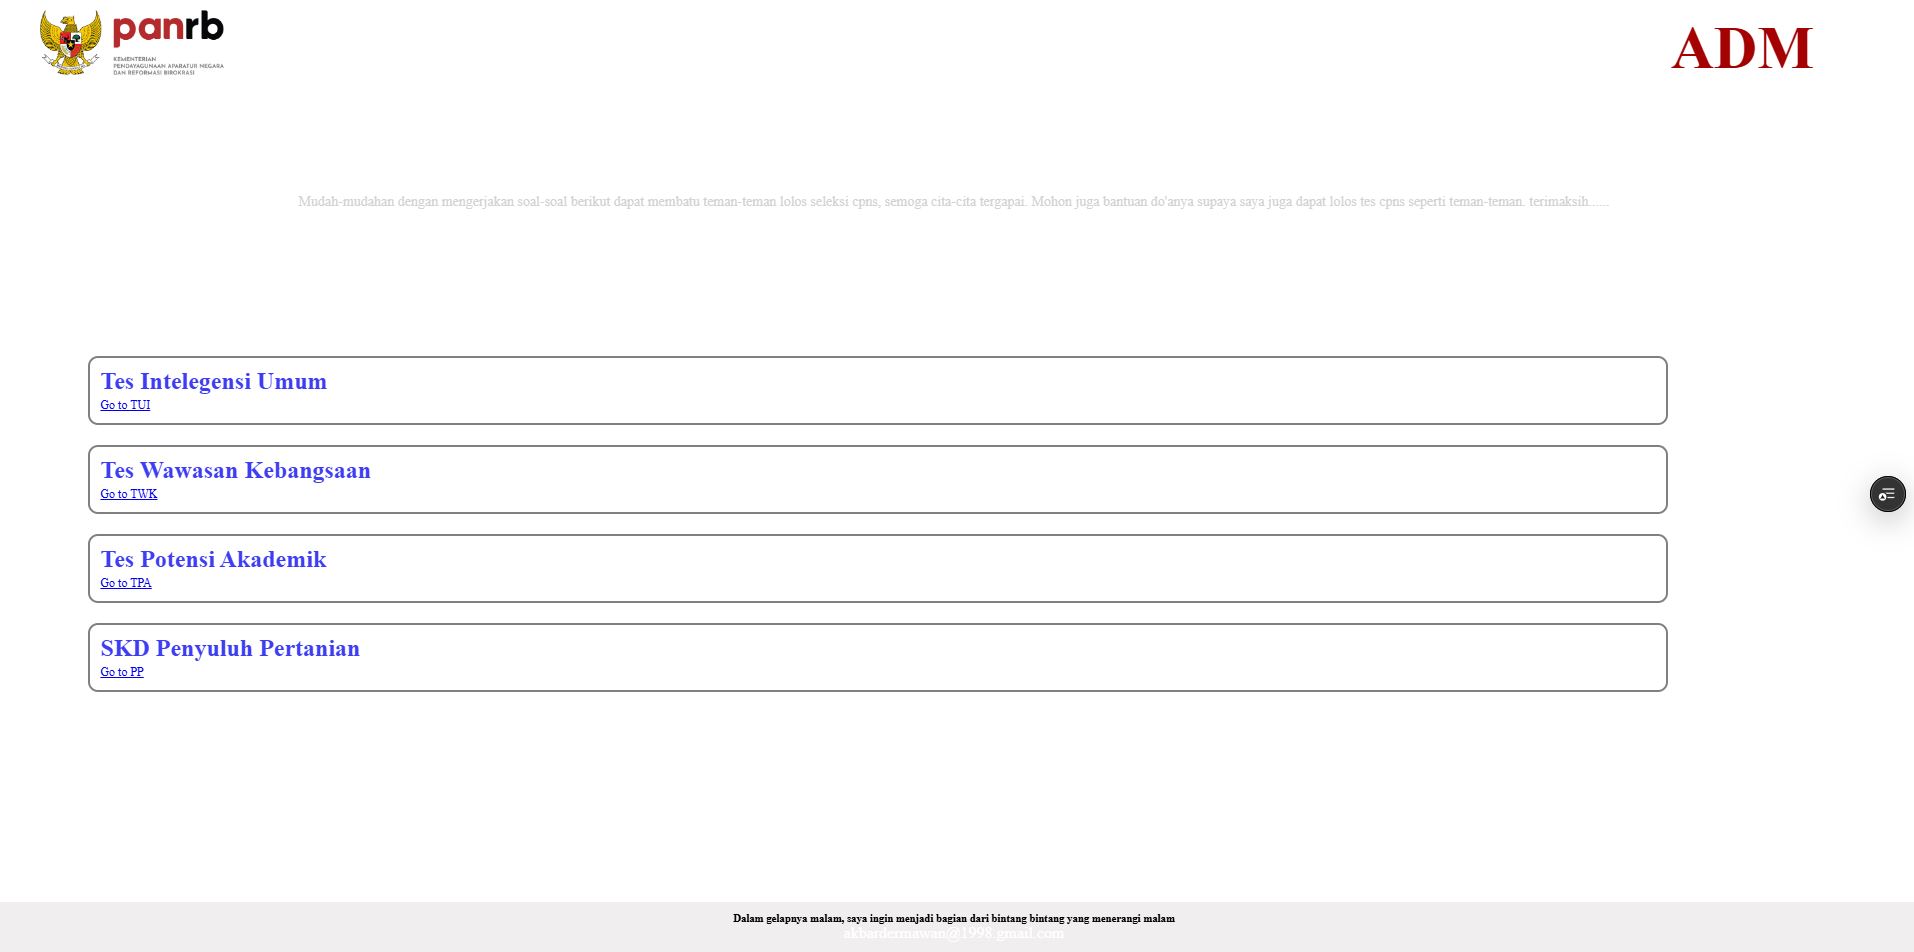 panrb
KEMENTERIAN
PENDAYAGUNAAN APARATUR NEGARA
DAN REFORMASI BIROKRASI
ADM
Mudah-mudahan dengan mengerjakan soal-soal berikut dapat membatu teman-teman lolos seleksi cpns, semoga cita-cita tergapai. Mohon juga bantuan do'anya supaya saya juga dapat lolos tes cpns seperti teman-teman. terimaksih......
Tes Intelegensi Umum
Go to TUI
Tes Wawasan Kebangsaan
Go to TWK
Tes Potensi Akademik
Go to TPA
SKD Penyuluh Pertanian
Go to PP
Dalam gelapnya malam, saya ingin menjadi bagian dari bintang bintang yang menerangi malam
akbardermawan@1998.gmail.com